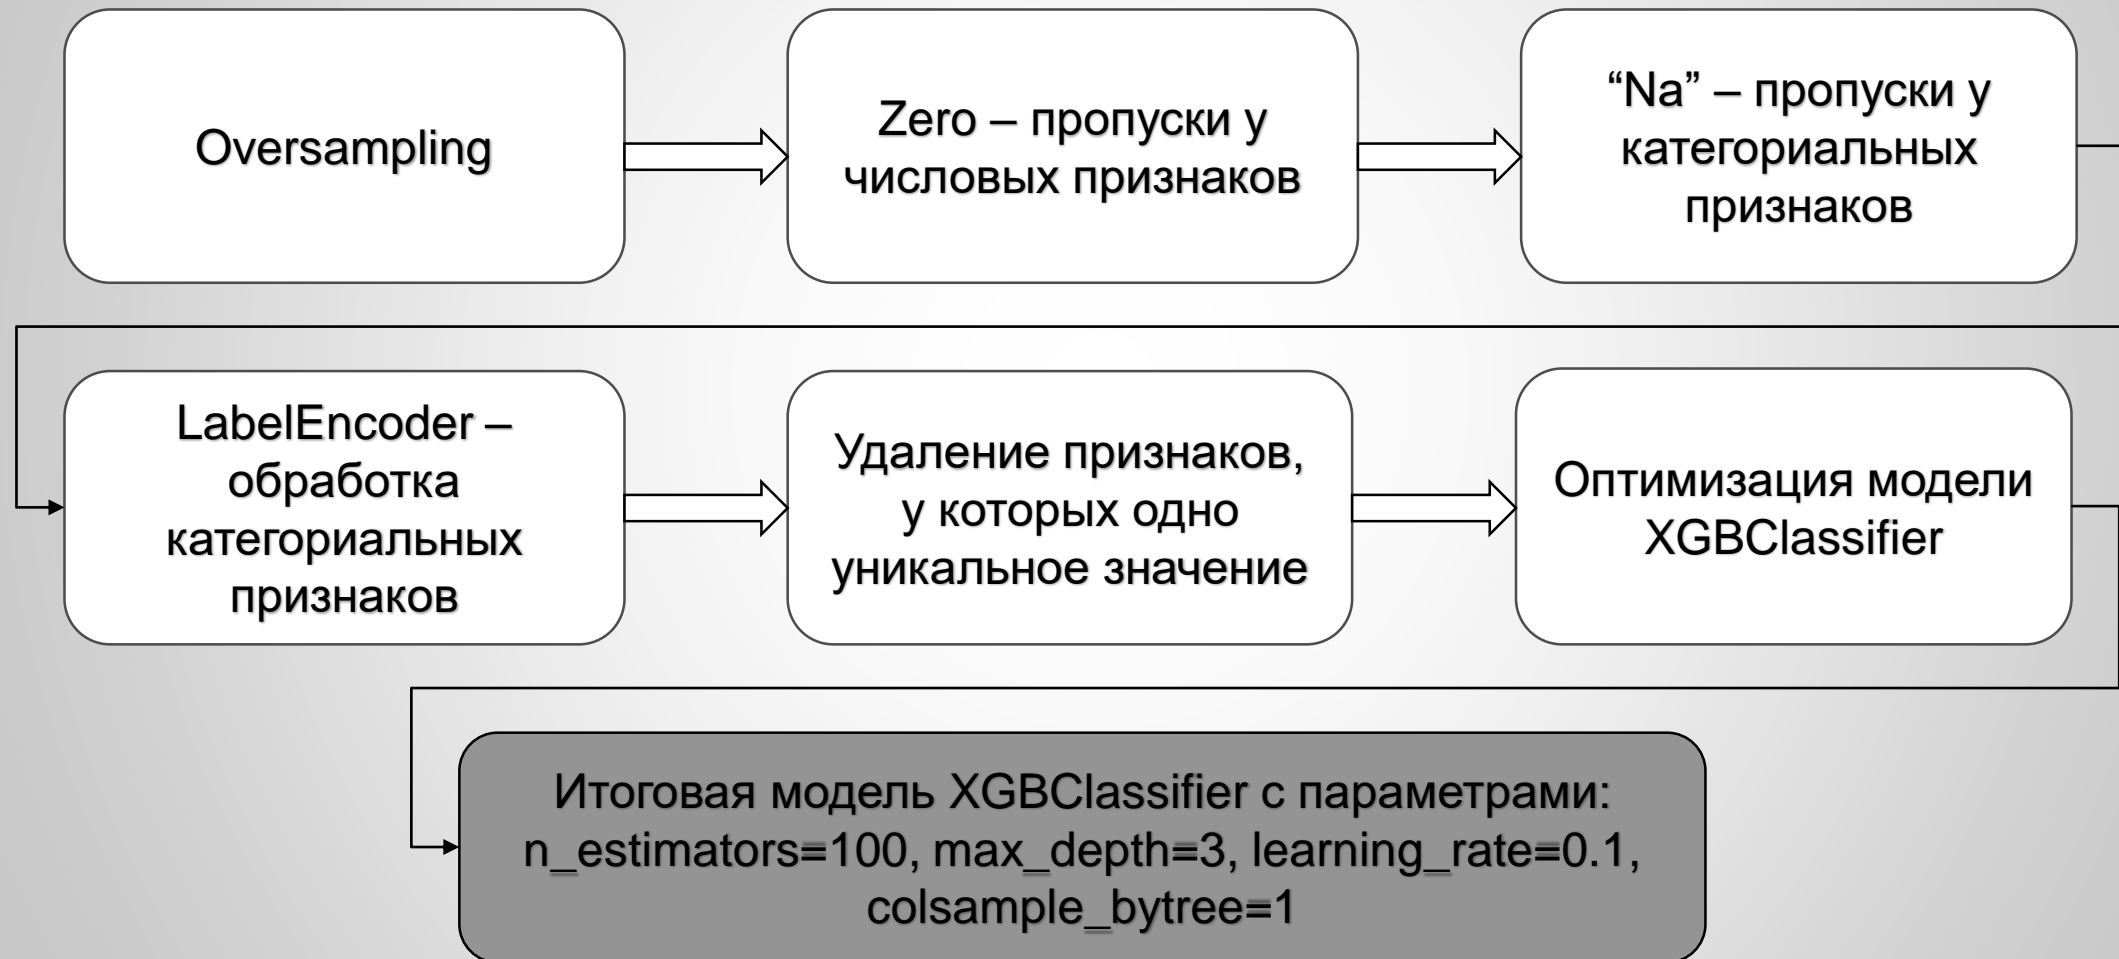 Oversampling
Zero – пропуски у
числовых признаков
“Na” – пропуски у
категориальных
признаков
LabelEncoder –
обработка
категориальных
признаков
Удаление признаков,
у которых одно
уникальное значение
Оптимизация модели
XGBClassifier
Итоговая модель XGBClassifier с параметрами:
n_estimators=100, max_depth=3, learning_rate=0.1,
colsample_bytree=1